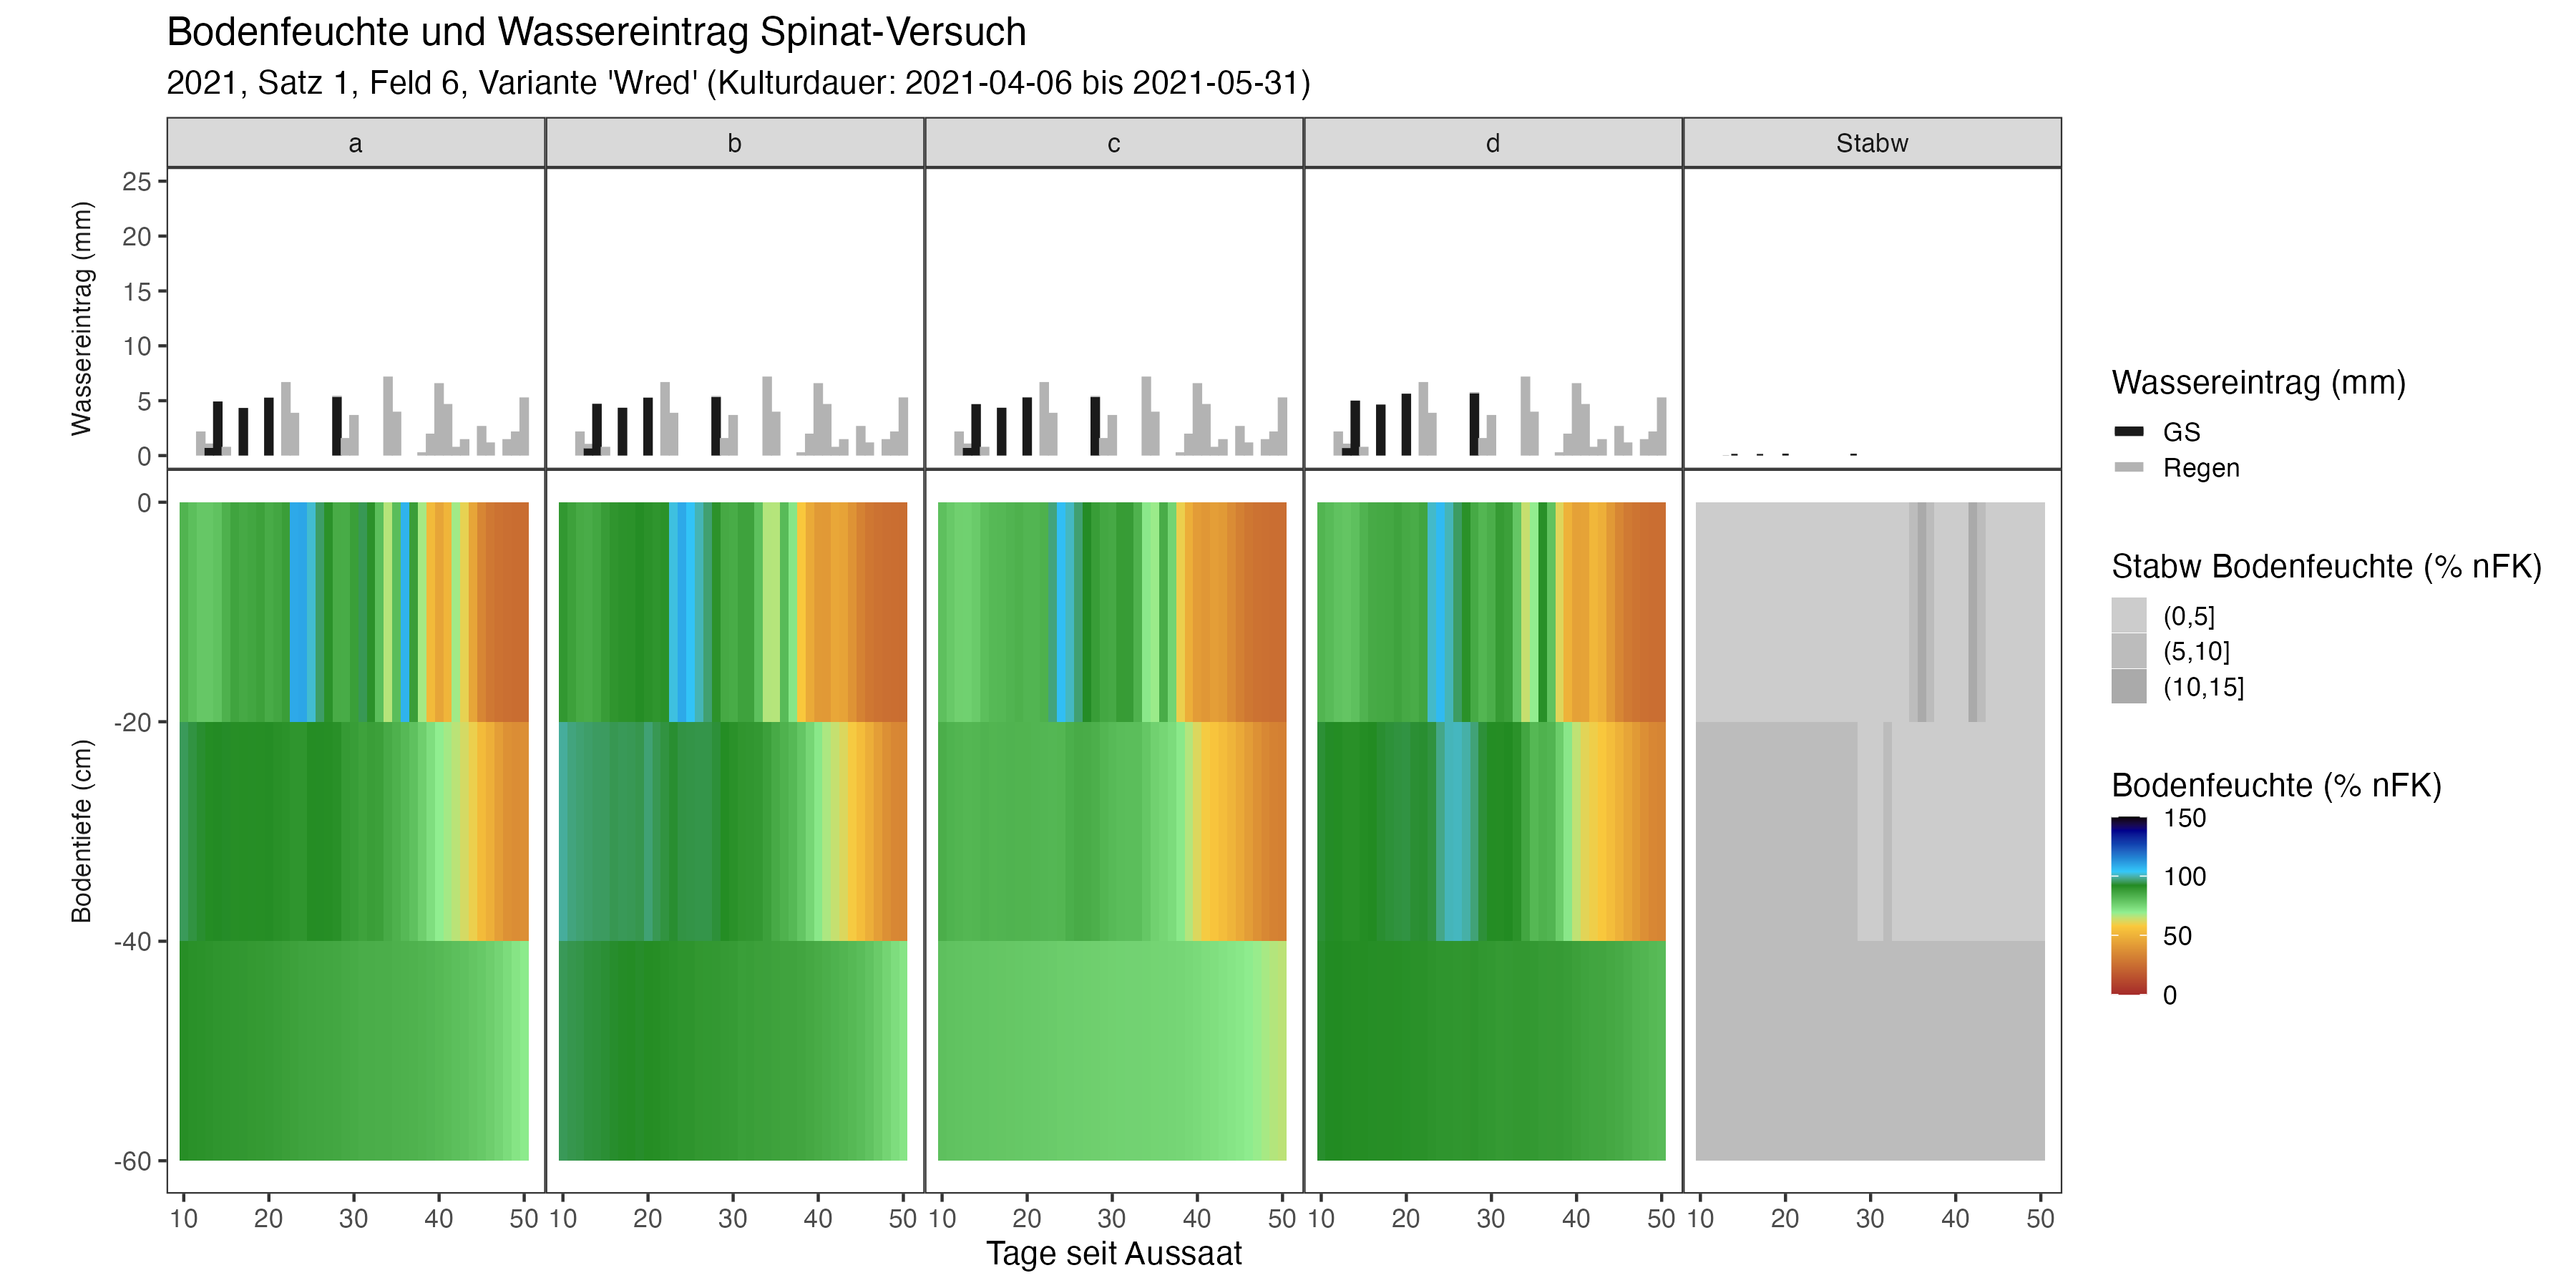 Bodenfeuchte und Wassereintrag Spinat-Versuch
2021, Satz 1, Feld 6, Variante 'Wred' (Kulturdauer: 2021-04-06 bis 2021-05-31)
a b c d Stabw
Wassereintrag (mm)
25
20
15
10
5
0
Bodentiefe (cm)
0
-20
-40
-60
10 20 30 40 50 10 20 30 40 50 10 20 30 40 50 10 20 30 40 50 10 20 30 40 50
Tage seit Aussaat
Wassereintrag (mm)
GS
Regen
Stabw Bodenfeuchte (% nFK)
(0,5]
(5,10]
(10,15]
Bodenfeuchte (% nFK)
150
100
50
0